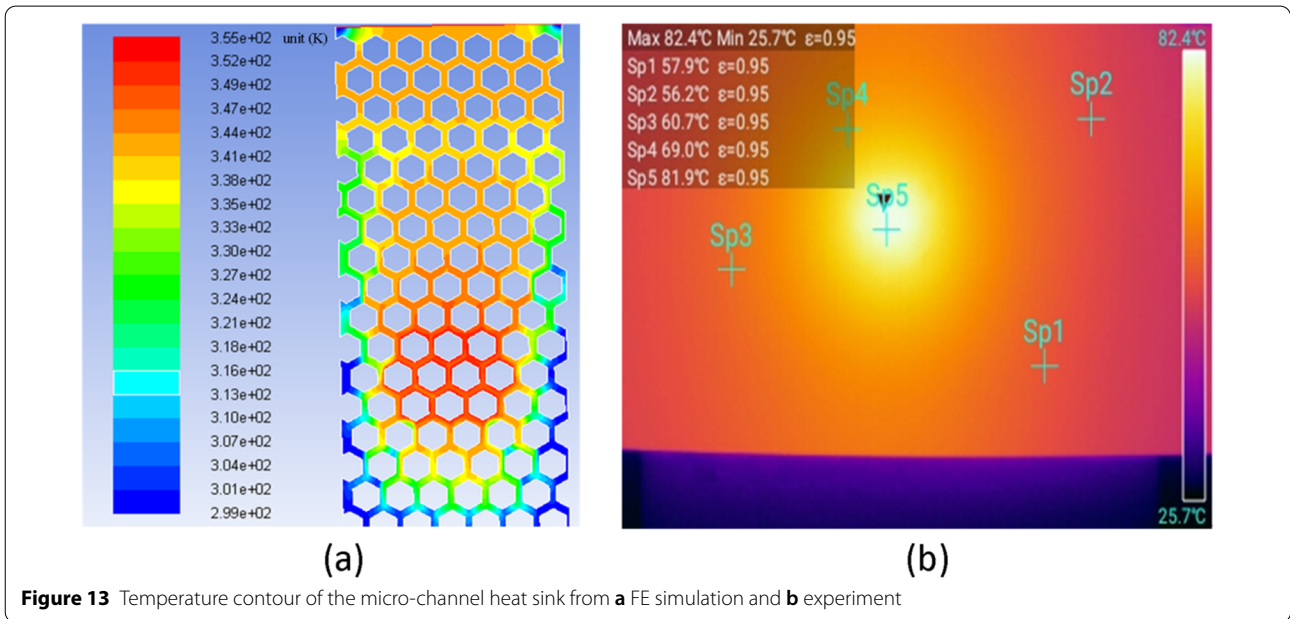 3.55e+02 unit (K)
3.52e+02
3.49e+02
3.47e+02
3.44e+02
3.41e+02
3.38e+02
3.35e+02
3.33e+02
3.30e+02
3.27e+02
3.24e+02
3.21e+02
3.18e+02
3.16e+02
3.13e+02
3.10e+02
3.07e+02
3.04e+02
3.01e+02
2.99e+02
(a)
Max 82.4℃ Min 25.7℃ ε=0.95
Sp1 57.9℃ ε=0.95
Sp2 56.2℃ ε=0.95
Sp3 60.7℃ ε=0.95
Sp4 69.0℃ ε=0.95
Sp5 81.9℃ ε=0.95
82.4℃
Sp4
Sp2
Sp5
Sp3
Sp1
25.7℃
(b)
Figure 13 Temperature contour of the micro-channel heat sink from a FE simulation and b experiment